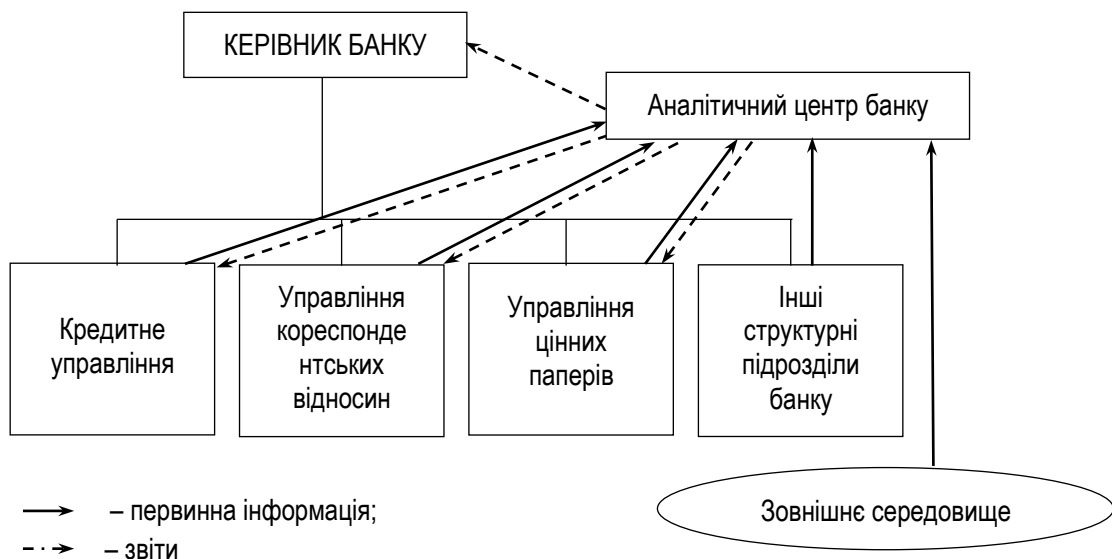 КЕРІВНИК БАНКУ
Аналітичний центр банку
Кредитне
управління
Управління
кореспонде
нтських
відносин
Управління
цінних
паперів
Інші
структурні
підрозділи
банку
– первинна інформація;
– звіти
Зовнішнє середовище